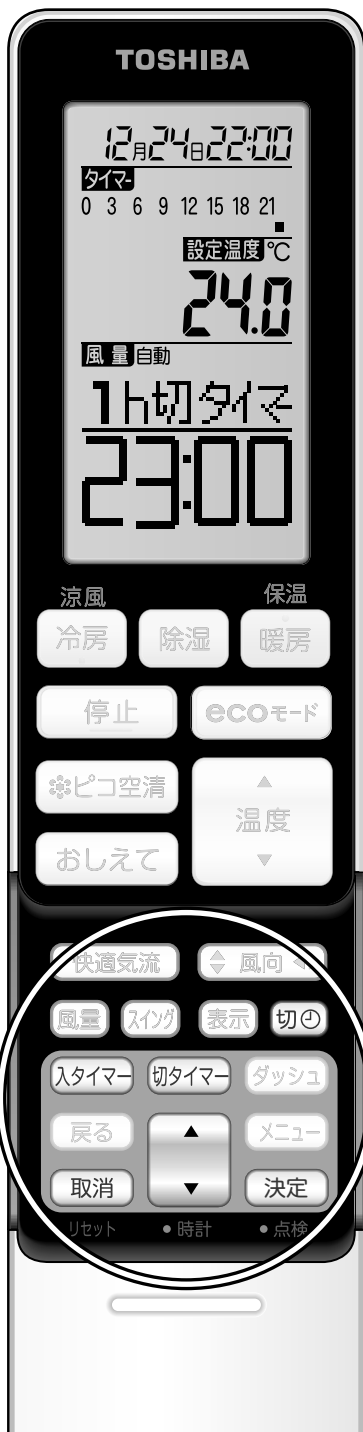 TOSHIBA
12月24日22:00
タイマー
0 3 6 9 12 15 18 21
設定温度 ℃
24.0
風量 自動
1h切タイマ
23:00
涼風 保温
冷房 除湿 暖房
停止 ecoモード
ピコ空清
温度
おしえて
快適気流 風向
風量 スイング 表示 切
入タイマー 切タイマー ダッシュ
戻る メニュー
取消 決定
リセット ・時計 ・点検